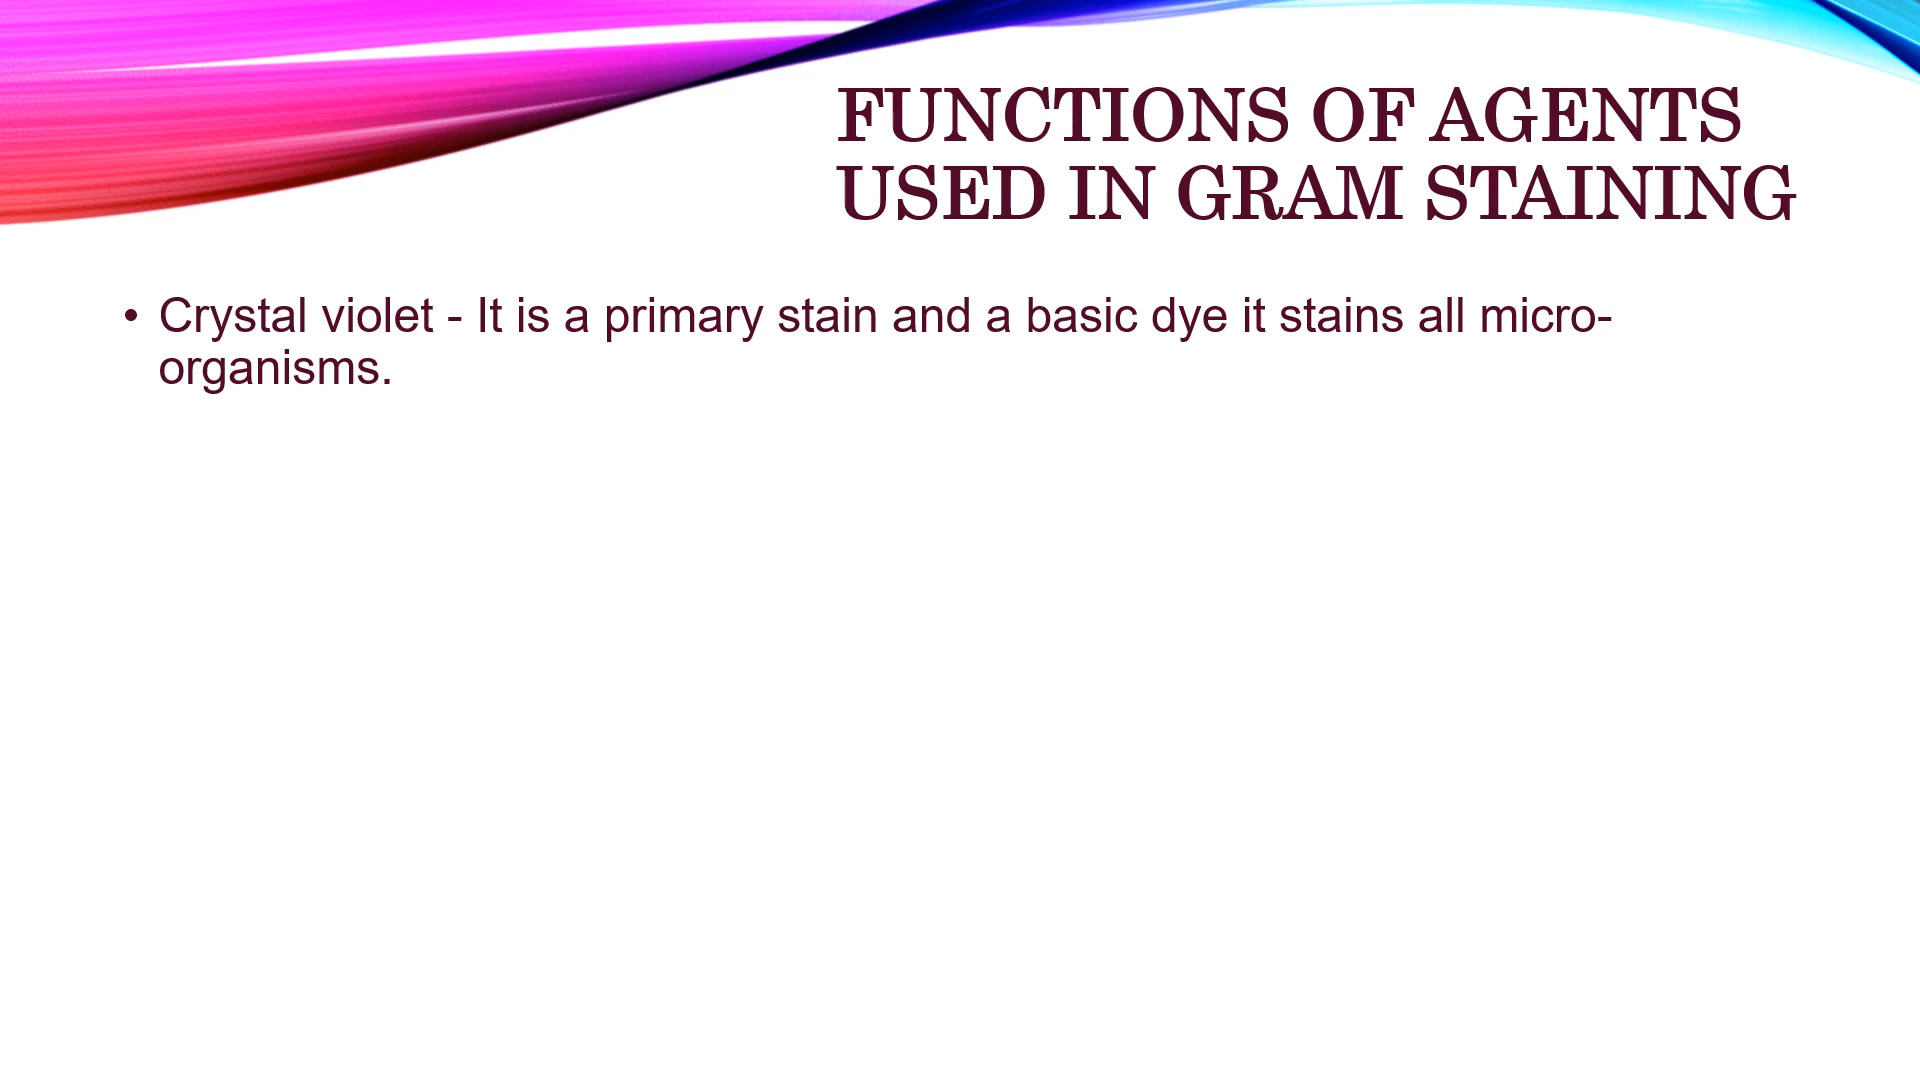 FUNCTIONS OF AGENTS
USED IN GRAM STAINING
• Crystal violet - It is a primary stain and a basic dye it stains all micro-
organisms.